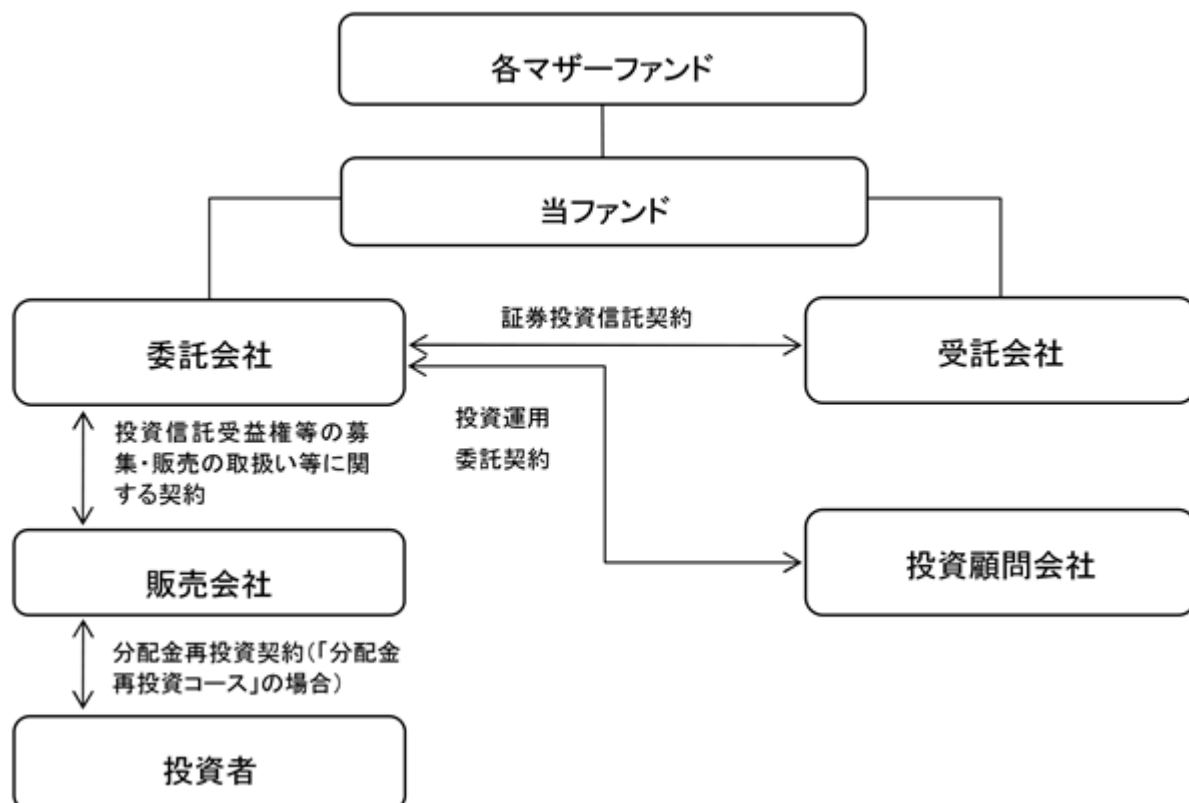 各マザーファンド
当ファンド
証券投資信託契約
委託会社
受託会社
投資信託受益権等の募
集・販売の取扱い等に関
する契約
投資運用
委託契約
販売会社
投資顧問会社
分配金再投資契約(「分配金
再投資コース」の場合)
投資者